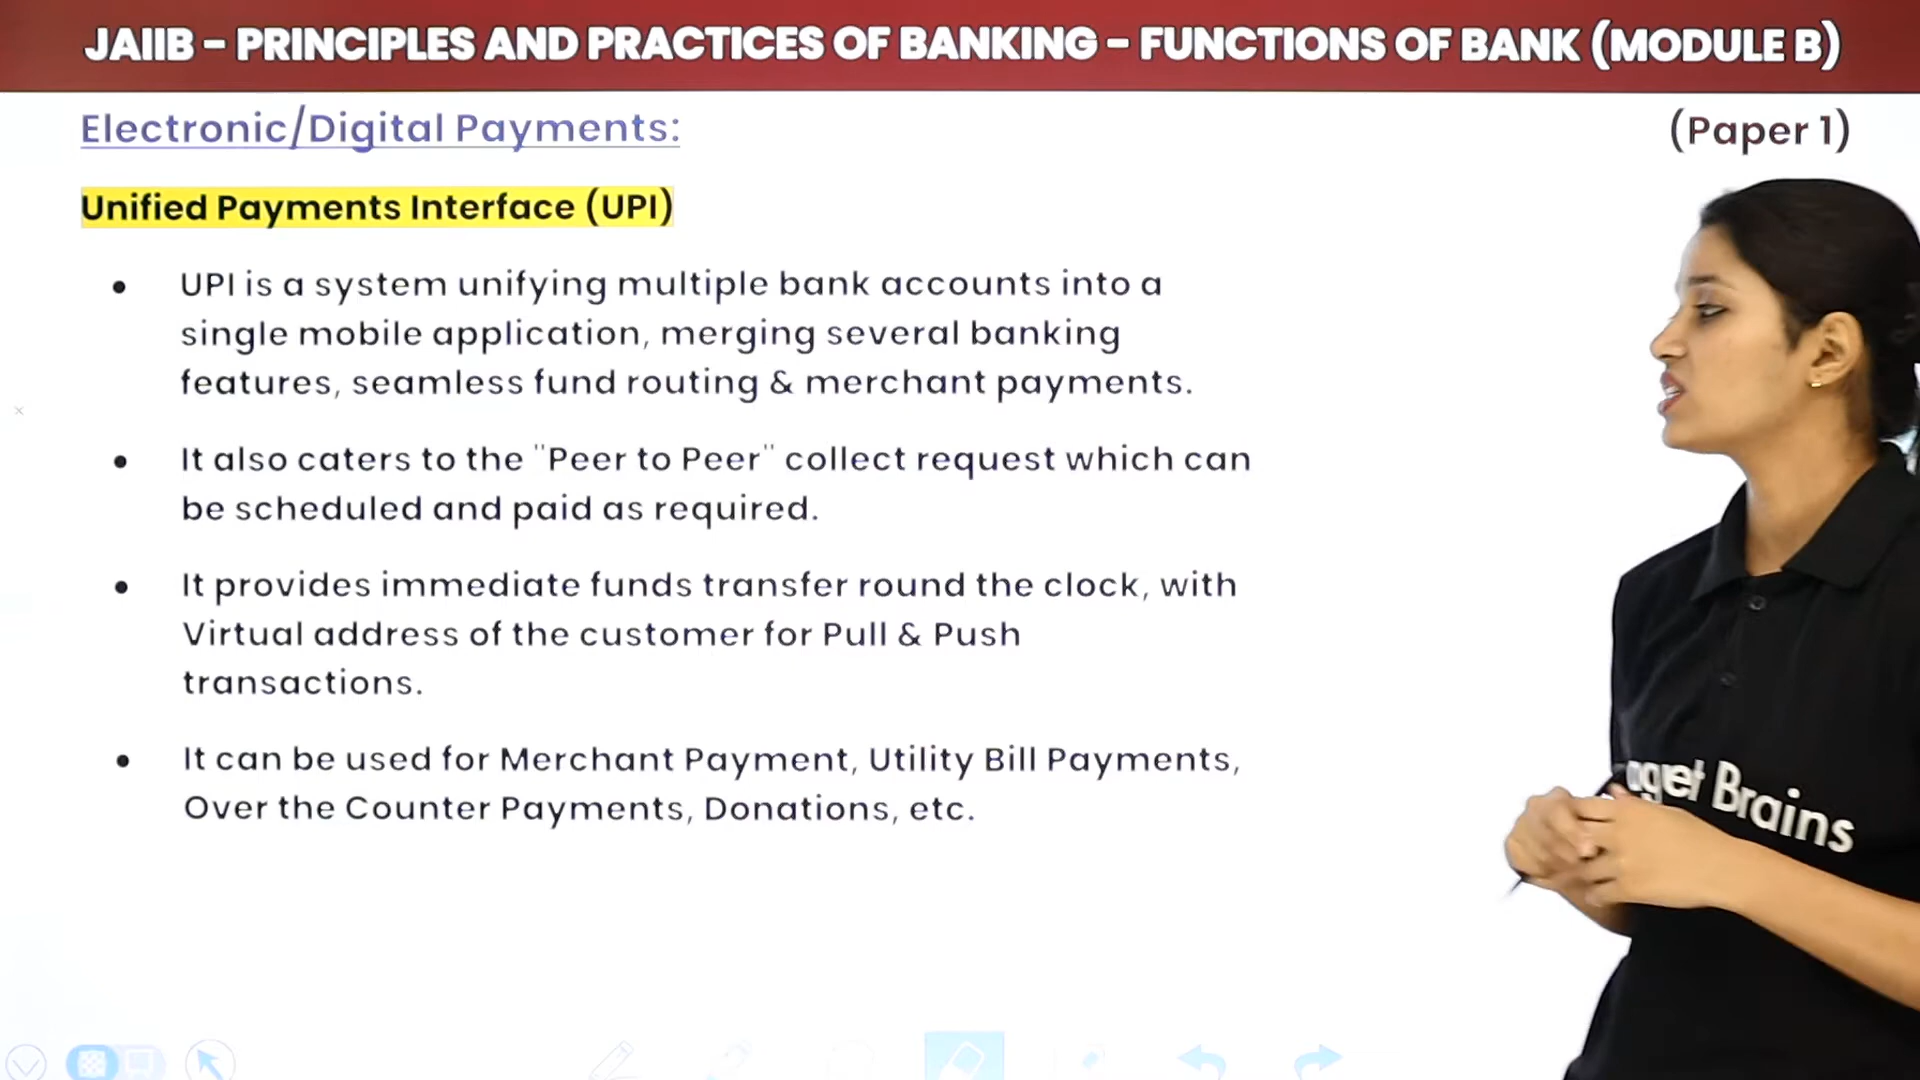 JAIIB – PRINCIPLES AND PRACTICES OF BANKING – FUNCTIONS OF BANK (MODULE B)
Electronic/Digital Payments:
(Paper 1)
Unified Payments Interface (UPI)
• UPI is a system unifying multiple bank accounts into a
single mobile application, merging several banking
features, seamless fund routing & merchant payments.
• It also caters to the "Peer to Peer" collect request which can
be scheduled and paid as required.
• It provides immediate funds transfer round the clock, with
Virtual address of the customer for Pull & Push
transactions.
• It can be used for Merchant Payment, Utility Bill Payments,
Over the Counter Payments, Donations, etc.
Brains